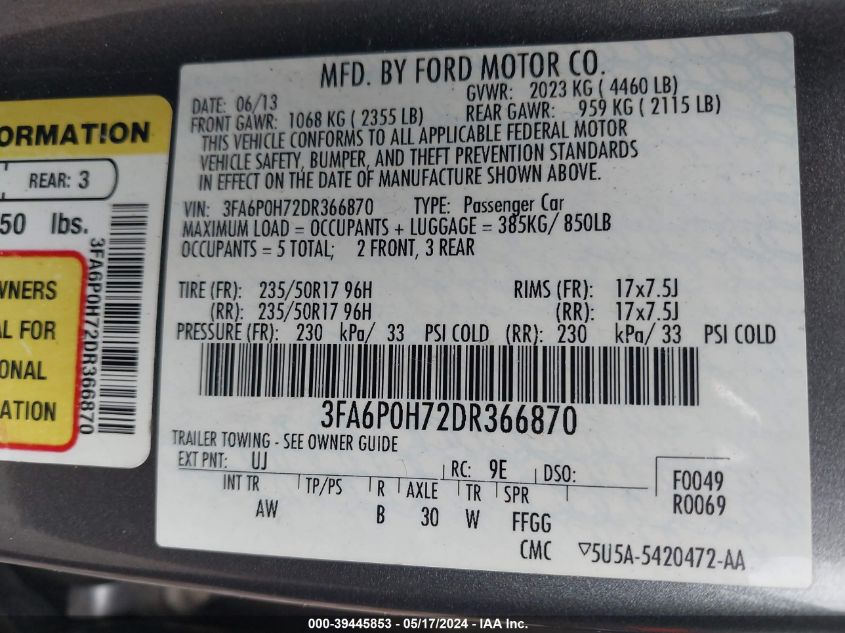 MFD. BY FORD MOTOR CO.
DATE: 06/13
GVWR: 2023 KG ( 4460 LB)
FRONT GAWR: 1068 KG ( 2355 LB)
REAR GAWR: 959 KG ( 2115 LB)
THIS VEHICLE CONFORMS TO ALL APPLICABLE FEDERAL MOTOR
VEHICLE SAFETY, BUMPER, AND THEFT PREVENTION STANDARDS
IN EFFECT ON THE DATE OF MANUFACTURE SHOWN ABOVE.
VIN: 3FA6P0H72DR366870 TYPE: Passenger Car
MAXIMUM LOAD = OCCUPANTS + LUGGAGE = 385KG/ 850LB
OCCUPANTS = 5 TOTAL; 2 FRONT, 3 REAR
TIRE (FR): 235/50R17 96H RIMS (FR): 17x7.5J
(RR): 235/50R17 96H (RR): 17x7.5J
PRESSURE (FR): 230 kPa/ 33 PSI COLD (RR): 230 kPa/ 33 PSI COLD
3FA6P0H72DR366870
TRAILER TOWING - SEE OWNER GUIDE
EXT PNT: UJ RC: 9E DSO:
INT TR TP/PS R AXLE TR SPR
AW B 30 W FFGG
F0049
R0069
CMC ▽5U5A-5420472-AA
ORMATION
REAR: 3
50 lbs.
WNERS
AL FOR
ONAL
ATION
3FA6P0H72DR366870
000-39445853 - 05/17/2024 - IAA Inc.